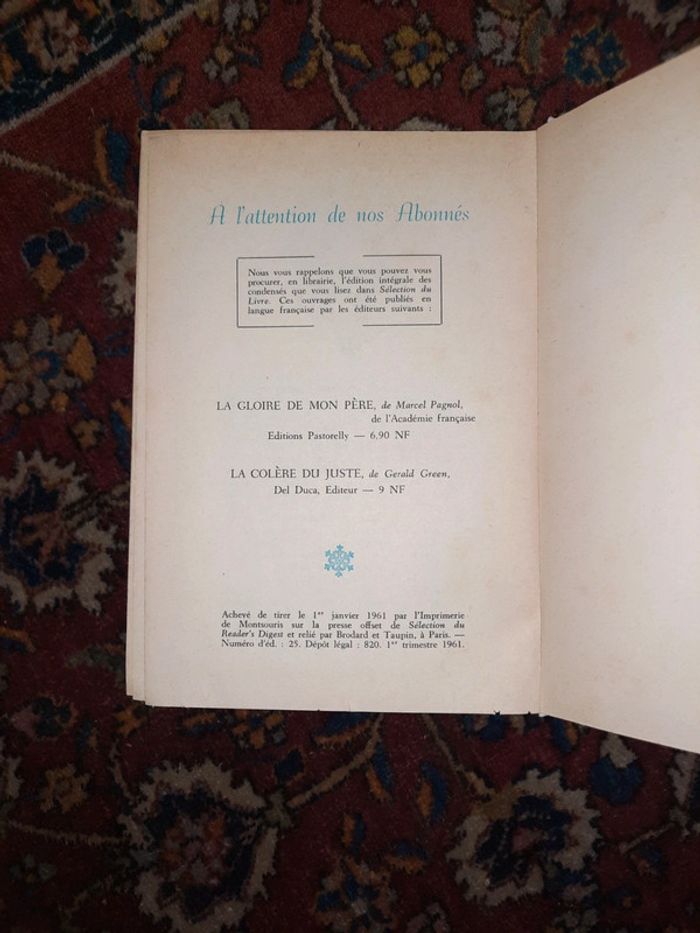 A l'attention de nos Abonnés
Nous vous rappelons que vous pouvez vous
procurer, en librairie, l'édition intégrale des
condensés que vous lisez dans Sélection du
Livre. Ces ouvrages ont été publiés en
langue française par les éditeurs suivants :
LA GLOIRE DE MON PÈRE, de Marcel Pagnol,
de l'Académie française
Editions Pastorelly — 6,90 NF
LA COLÈRE DU JUSTE, de Gerald Green,
Del Duca, Editeur — 9 NF
Achevé de tirer le 1er janvier 1961 par l'Imprimerie
de Montsouris sur la presse offset de Sélection du
Reader's Digest et relié par Brodard et Taupin, à Paris. —
Numéro d'éd. : 25. Dépôt légal : 820. 1er trimestre 1961.